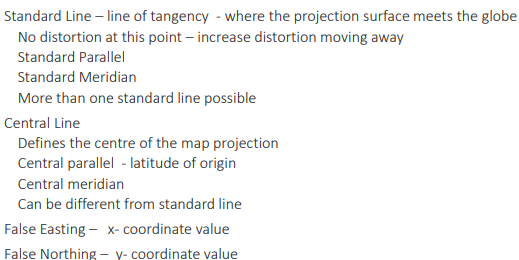 Standard Line – line of tangency  - where the projection surface meets the globe
No distortion at this point – increase distortion moving away
Standard Parallel
Standard Meridian
More than one standard line possible
Central Line
Defines the centre of the map projection
Central parallel  - latitude of origin
Central meridian
Can be different from standard line
False Easting –  x- coordinate value
False Northing –  y- coordinate value